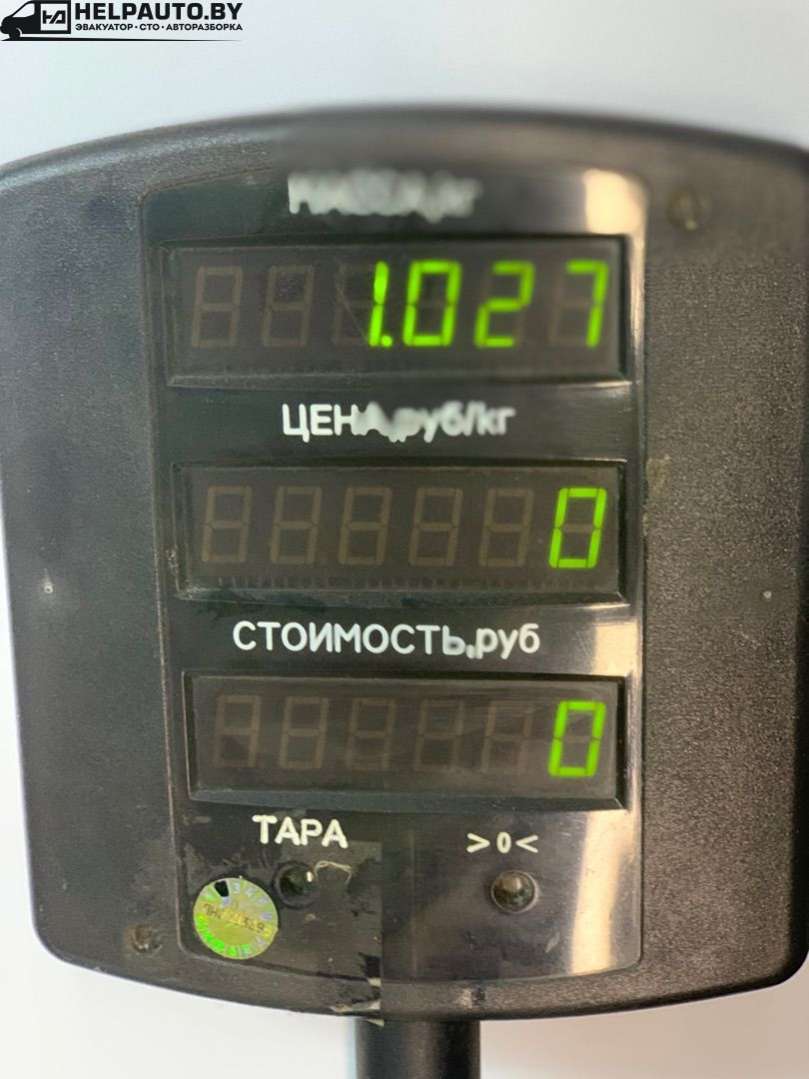 HELPAUTO.BY
ЭВАКУАТОР • СТО • АВТОРАЗБОРКА
1.027
ЦЕНА,руб/кг
0
СТОИМОСТЬ,руб
0
ТАРА
>0<